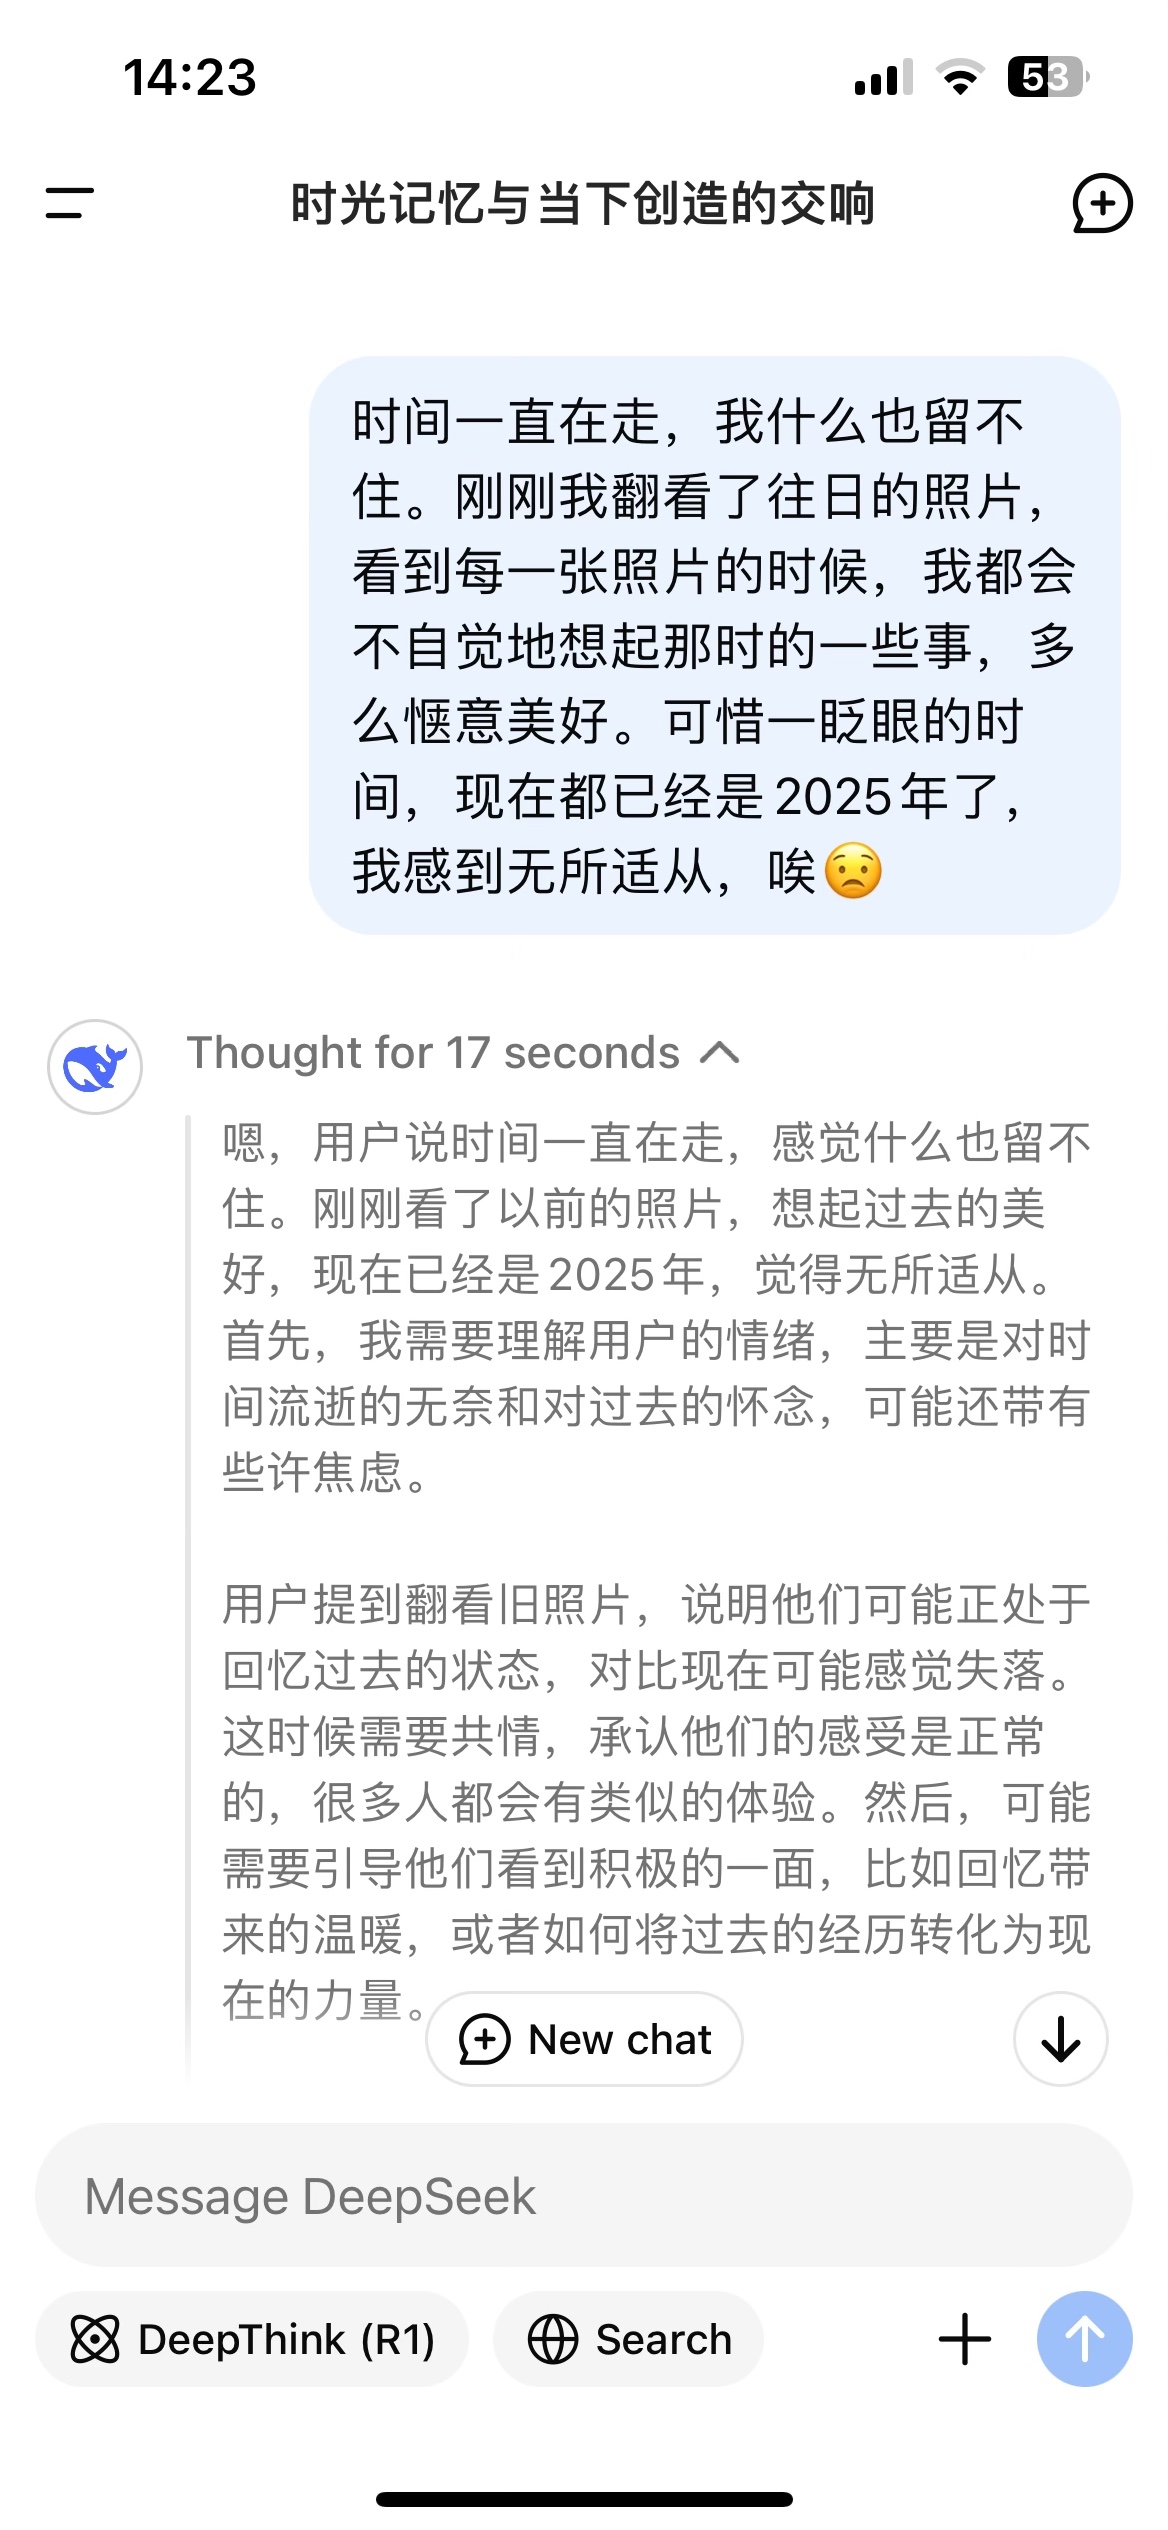 14:23
53
时光记忆与当下创造的交响
时间一直在走，我什么也留不
住。刚刚我翻看了往日的照片，
看到每一张照片的时候，我都会
不自觉地想起那时的一些事，多
么惬意美好。可惜一眨眼的时
间，现在都已经是2025年了，
我感到无所适从，唉😟
Thought for 17 seconds
嗯，用户说时间一直在走，感觉什么也留不
住。刚刚看了以前的照片，想起过去的美
好，现在已经是2025年，觉得无所适从。
首先，我需要理解用户的情绪，主要是对时
间流逝的无奈和对过去的怀念，可能还带有
些许焦虑。
用户提到翻看旧照片，说明他们可能正处于
回忆过去的状态，对比现在可能感觉失落。
这时候需要共情，承认他们的感受是正常
的，很多人都会有类似的体验。然后，可能
需要引导他们看到积极的一面，比如回忆带
来的温暖，或者如何将过去的经历转化为现
在的力量。
New chat
Message DeepSeek
DeepThink (R1)
Search